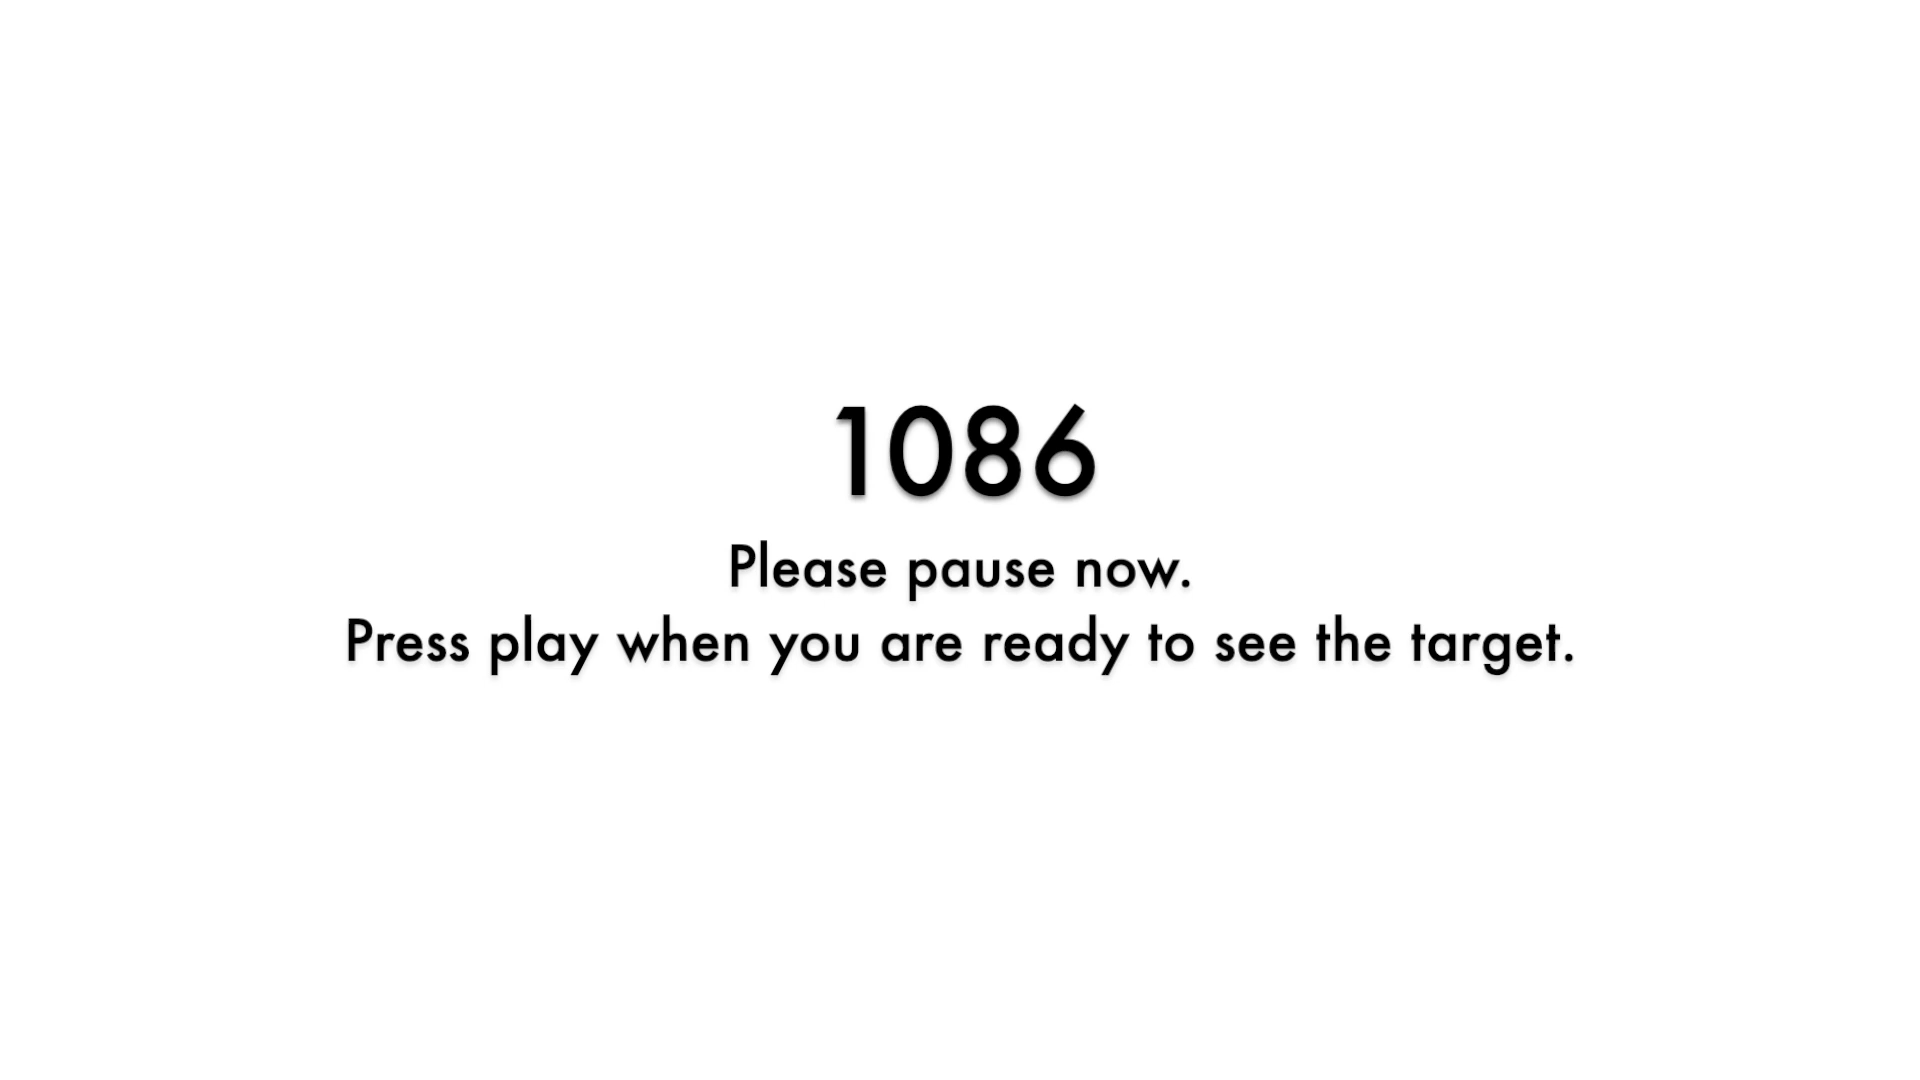 1086
Please pause now.
Press play when you are ready to see the target.